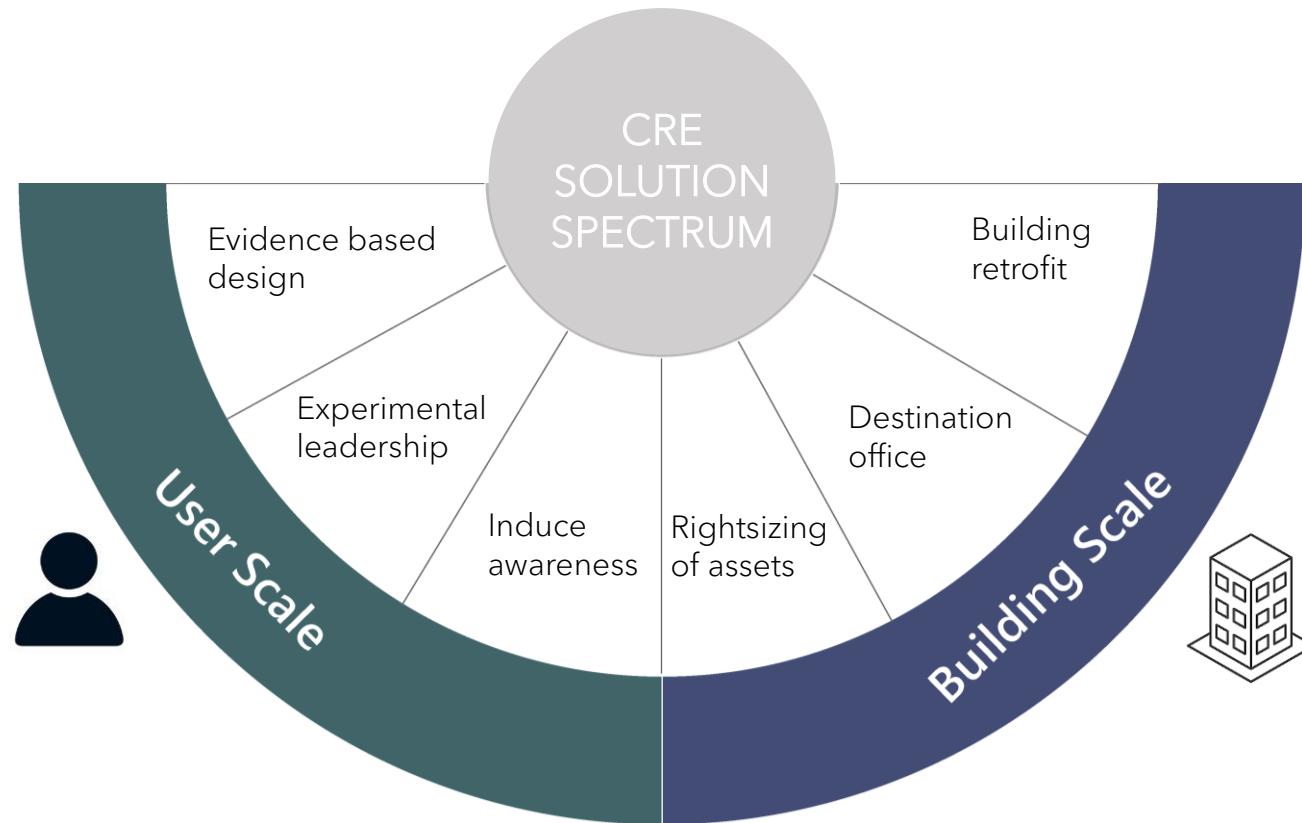 CRE
SOLUTION
SPECTRUM
Evidence based
design
Experimental
leadership
Induce
awareness
Rightsizing
of assets
Destination
office
Building
retrofit
User Scale
Building Scale